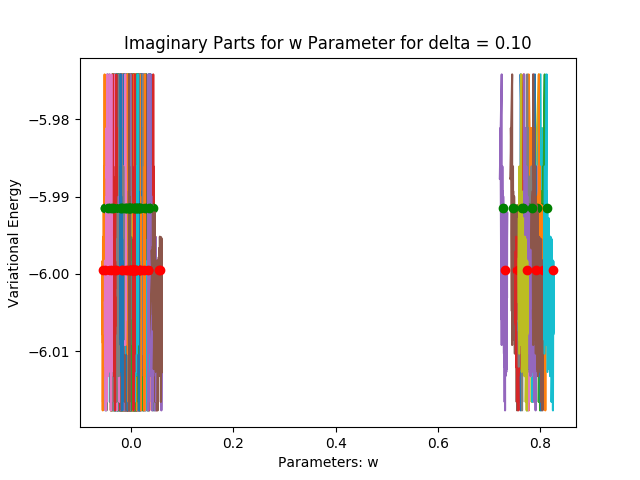 Imaginary Parts for w Parameter for delta = 0.10
Variational Energy
−5.98
−5.99
−6.00
−6.01
0.0 0.2 0.4 0.6 0.8
Parameters: w